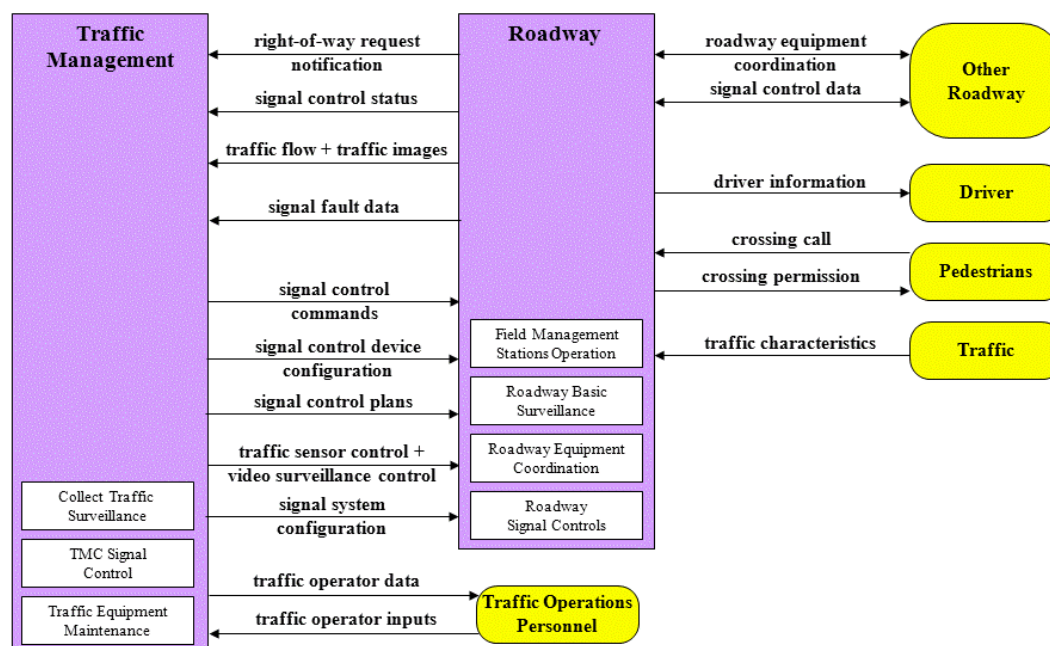 Traffic
Management
Roadway
right-of-way request
notification
signal control status
traffic flow + traffic images
signal fault data
signal control
commands
signal control device
configuration
signal control plans
traffic sensor control +
video surveillance control
signal system
configuration
Collect Traffic
Surveillance
TMC Signal
Control
Traffic Equipment
Maintenance
Field Management
Stations Operation
Roadway Basic
Surveillance
Roadway Equipment
Coordination
Roadway
Signal Controls
roadway equipment
coordination
signal control data
Other
Roadway
driver information
Driver
crossing call
crossing permission
Pedestrians
traffic characteristics
Traffic
traffic operator data
traffic operator inputs
Traffic Operations
Personnel